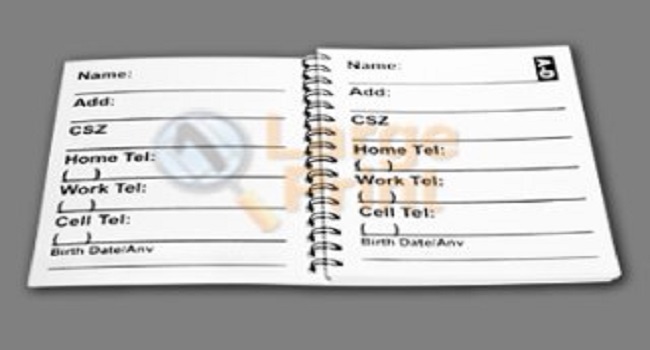 Name:
Add:
CSZ
Home Tel:
(    )
Work Tel:
(    )
Cell Tel:
(    )
Birth Date/Anv
Name:
Add:
CSZ
Home Tel:
(    )
Work Tel:
(    )
Cell Tel:
(    )
Birth Date/Anv
Large
Print